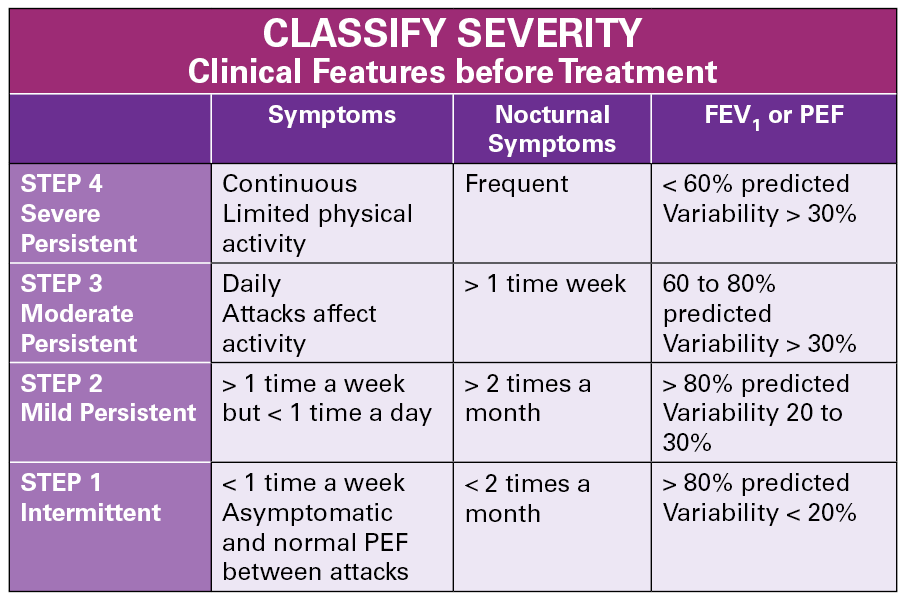 CLASSIFY SEVERITY
Clinical Features before Treatment
Symptoms
Nocturnal
Symptoms
FEV1 or PEF
STEP 4
Severe
Persistent
Continuous
Limited physical
activity
Frequent
< 60% predicted
Variability > 30%
STEP 3
Moderate
Persistent
Daily
Attacks affect
activity
> 1 time week
60 to 80%
predicted
Variability > 30%
STEP 2
Mild Persistent
> 1 time a week
but < 1 time a day
> 2 times a
month
> 80% predicted
Variability 20 to
30%
STEP 1
Intermittent
< 1 time a week
Asymptomatic
and normal PEF
between attacks
< 2 times a
month
> 80% predicted
Variability < 20%